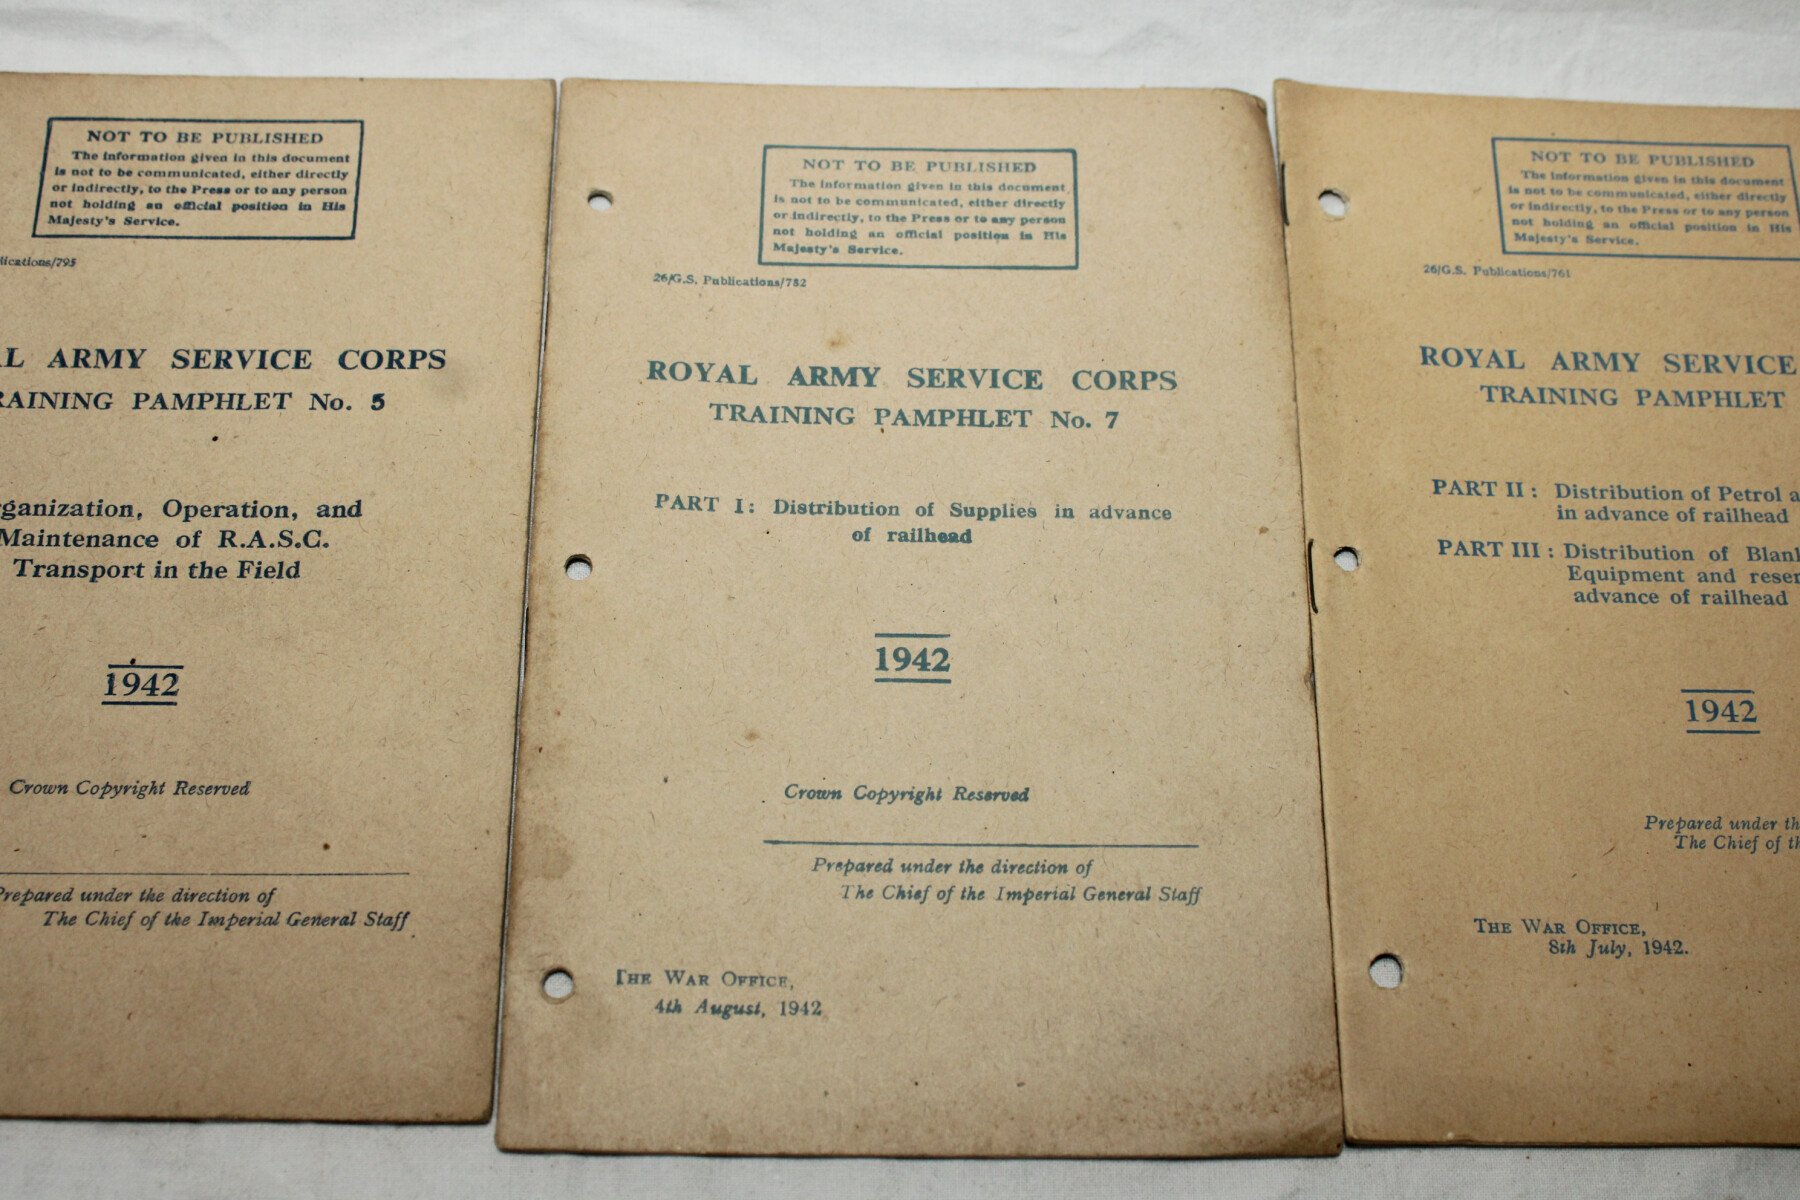 NOT TO BE PUBLISHED
The information given in this document
is not to be communicated, either directly
or indirectly, to the Press or to any person
not holding an official position in His
Majesty's Service.
lications/795
AL ARMY SERVICE CORPS
RAINING PAMPHLET No. 5
rganization, Operation, and
Maintenance of R.A.S.C.
Transport in the Field
1942
Crown Copyright Reserved
Prepared under the direction of
The Chief of the Imperial General Staff
NOT TO BE PUBLISHED
The information given in this document
is not to be communicated, either directly
or indirectly, to the Press or to any person
not holding an official position in His
Majesty's Service.
26/G.S. Publications/782
ROYAL ARMY SERVICE CORPS
TRAINING PAMPHLET No. 7
PART I: Distribution of Supplies in advance
of railhead
1942
Crown Copyright Reserved
Prepared under the direction of
The Chief of the Imperial General Staff
THE WAR OFFICE,
4th August, 1942
NOT TO BE PUBLISHED
The information given in this document
is not to be communicated, either directly
or indirectly, to the Press or to any person
not holding an official position in His
Majesty's Service.
26/G.S. Publications/761
ROYAL ARMY SERVICE
TRAINING PAMPHLET
PART II: Distribution of Petrol a
in advance of railhead
PART III: Distribution of Blank
Equipment and reser
advance of railhead
1942
Prepared under th
The Chief of th
THE WAR OFFICE,
8th July, 1942.